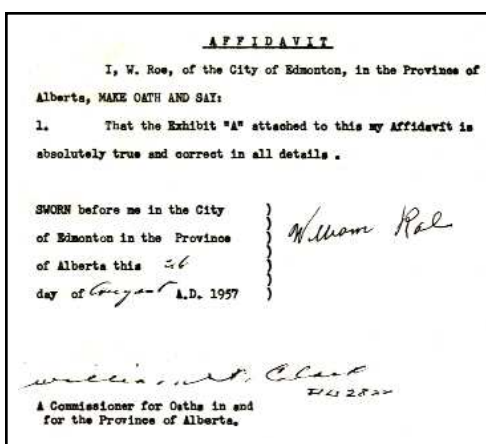 AFFIDAVIT
I, W. Roe, of the City of Edmonton, in the Province of
Alberta, MAKE OATH AND SAY:
1. That the Exhibit "A" attached to this my Affidavit is
absolutely true and correct in all details .
SWORN before me in the City
of Edmonton in the Province
of Alberta this 26
day of August A.D. 1957
William Roe
William Clark
A Commissioner for Oaths in and
for the Province of Alberta.